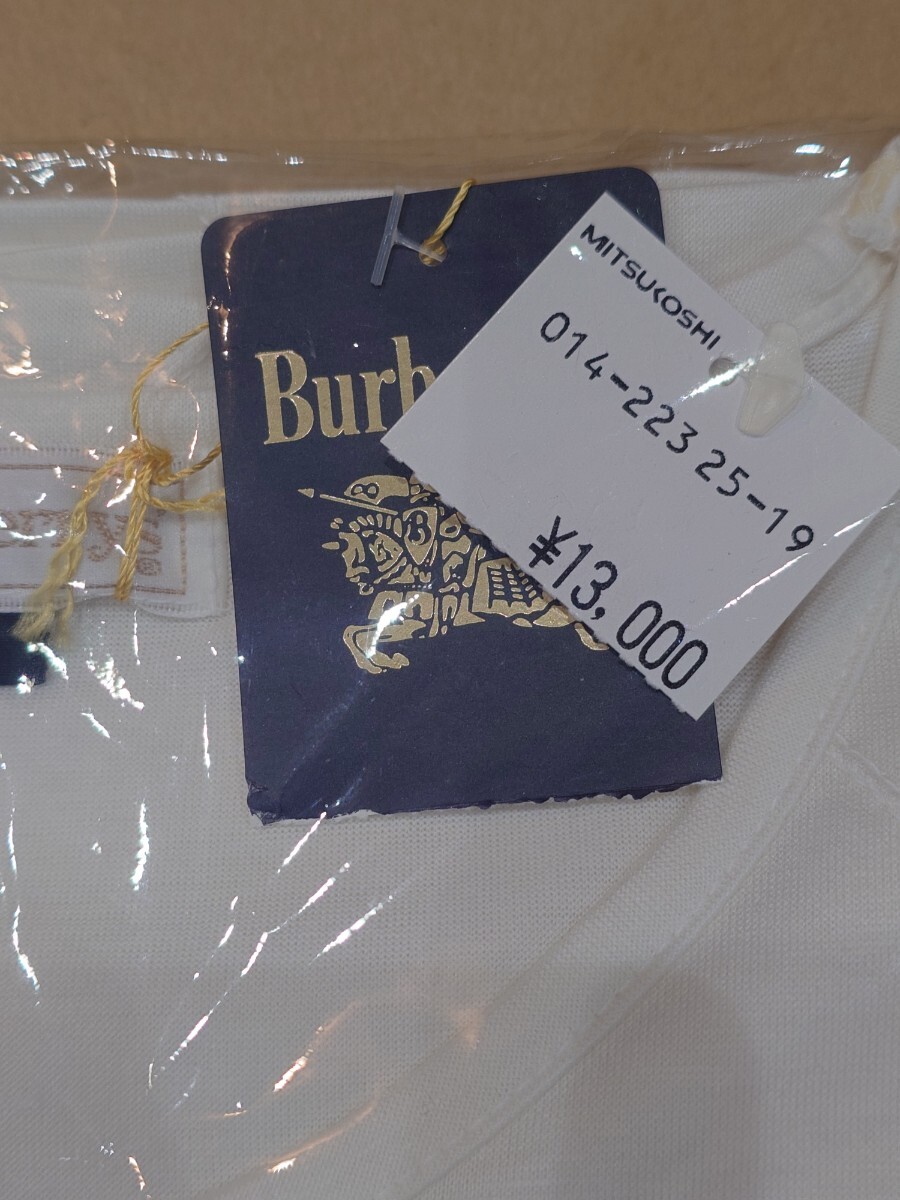 Burb
MITSUKOSHI
014-223 25-19
¥13,000